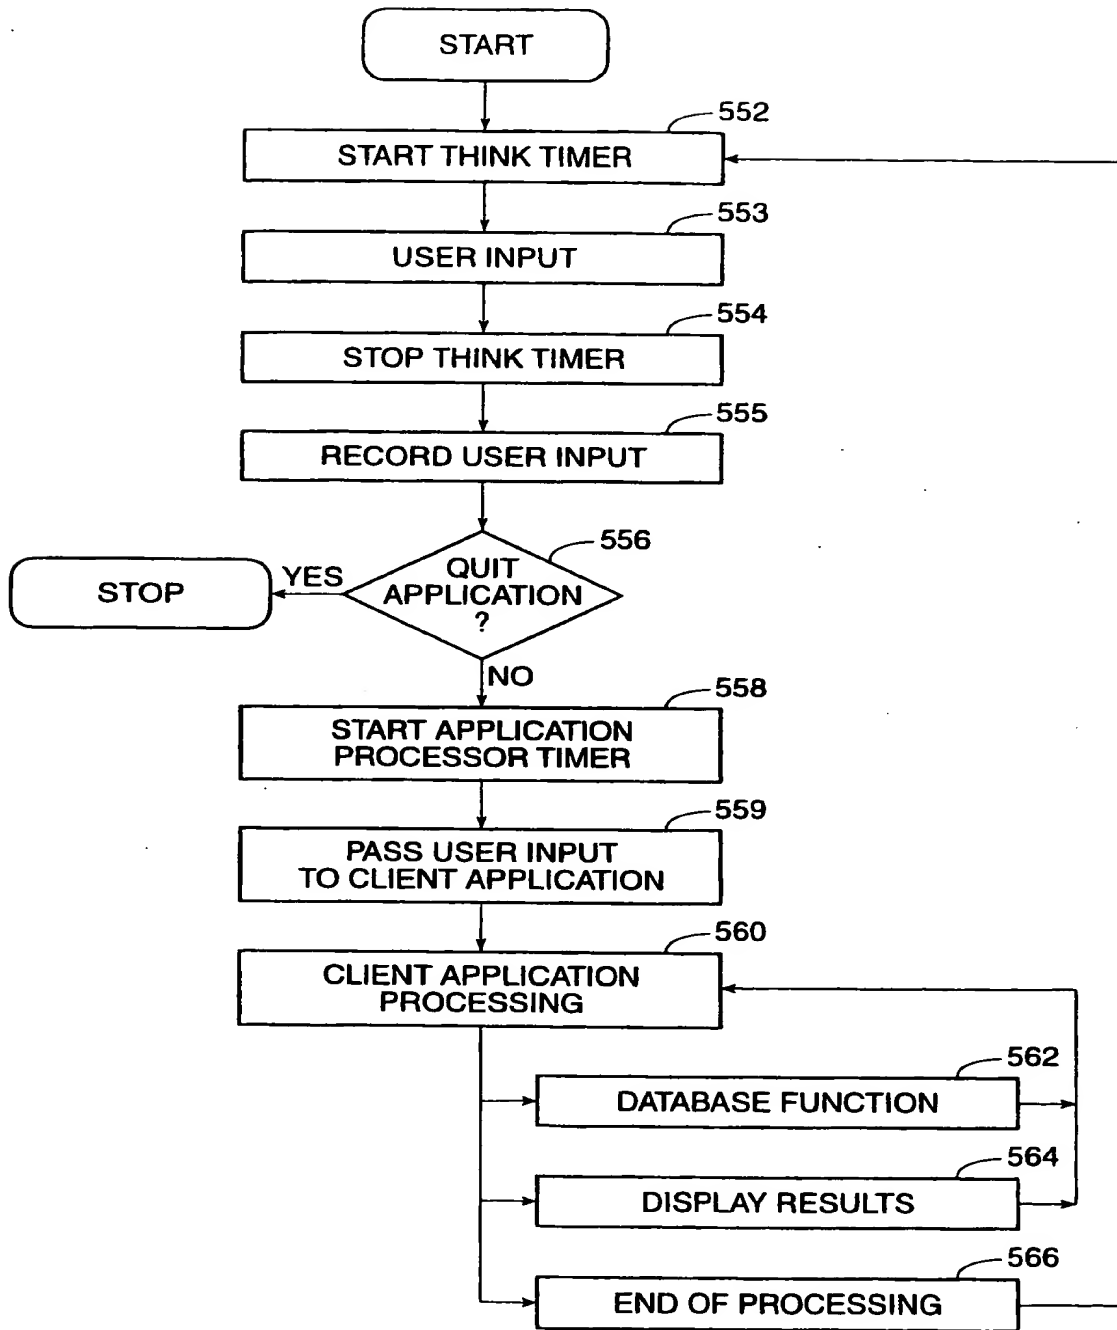 START
552
START THINK TIMER
553
USER INPUT
554
STOP THINK TIMER
555
RECORD USER INPUT
556
QUIT
APPLICATION
?
YES
STOP
NO
558
START APPLICATION
PROCESSOR TIMER
559
PASS USER INPUT
TO CLIENT APPLICATION
560
CLIENT APPLICATION
PROCESSING
562
DATABASE FUNCTION
564
DISPLAY RESULTS
566
END OF PROCESSING